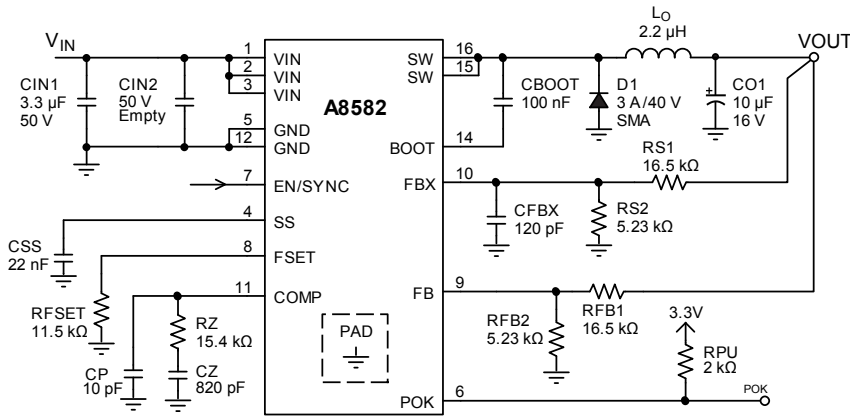 VIN
CIN1
3.3 µF
50 V
CIN2
50 V
Empty
1
2
3
5
12
7
4
8
11
VIN
VIN
VIN
GND
GND
EN/SYNC
SS
FSET
COMP
A8582
PAD
SW
SW
BOOT
FBX
FB
POK
16
15
14
10
9
6
CSS
22 nF
RFSET
11.5 kΩ
CP
10 pF
RZ
15.4 kΩ
CZ
820 pF
CBOOT
100 nF
D1
3 A/40 V
SMA
LO
2.2 µH
+
CO1
10 µF
16 V
VOUT
RS1
16.5 kΩ
CFBX
120 pF
RS2
5.23 kΩ
RFB2
5.23 kΩ
RFB1
16.5 kΩ
3.3V
RPU
2 kΩ
POK